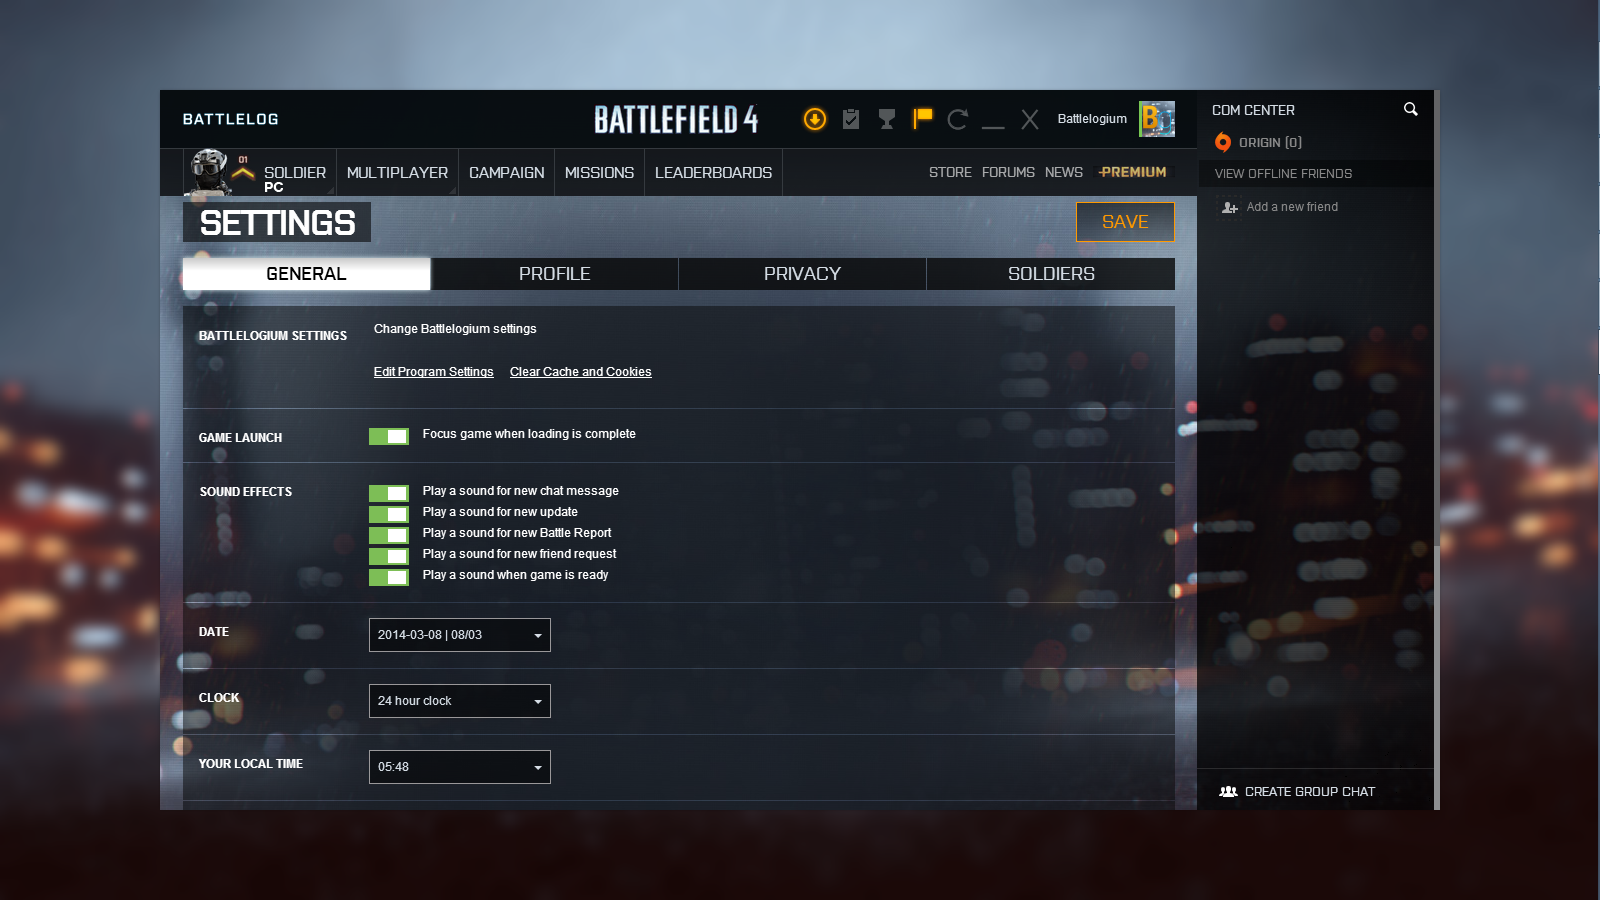 BATTLELOG
BATTLEFIELD 4
Battlelogium
B
01
SOLDIER
PC
MULTIPLAYER
CAMPAIGN
MISSIONS
LEADERBOARDS
STORE
FORUMS
NEWS
PREMIUM
SETTINGS
SAVE
GENERAL
PROFILE
PRIVACY
SOLDIERS
BATTLELOGIUM SETTINGS
Change Battlelogium settings
Edit Program Settings
Clear Cache and Cookies
GAME LAUNCH
Focus game when loading is complete
SOUND EFFECTS
Play a sound for new chat message
Play a sound for new update
Play a sound for new Battle Report
Play a sound for new friend request
Play a sound when game is ready
DATE
2014-03-08 | 08/03
CLOCK
24 hour clock
YOUR LOCAL TIME
05:48
COM CENTER
ORIGIN [0]
VIEW OFFLINE FRIENDS
Add a new friend
CREATE GROUP CHAT